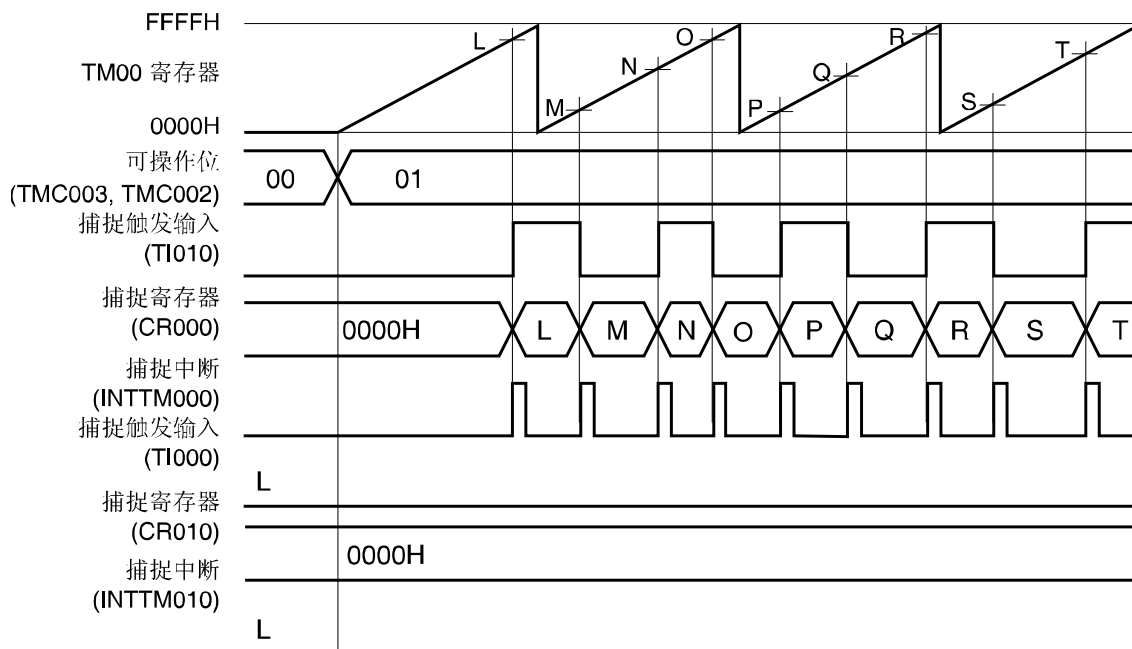 FFFFH
TM00 寄存器
0000H
L M N O P Q R S T
可操作位
(TMC003, TMC002)
00 01
捕捉触发输入
(TI010)
捕捉寄存器
(CR000)
0000H L M N O P Q R S T
捕捉中断
(INTTM000)
捕捉触发输入
(TI000)
L
捕捉寄存器
(CR010)
0000H
捕捉中断
(INTTM010)
L